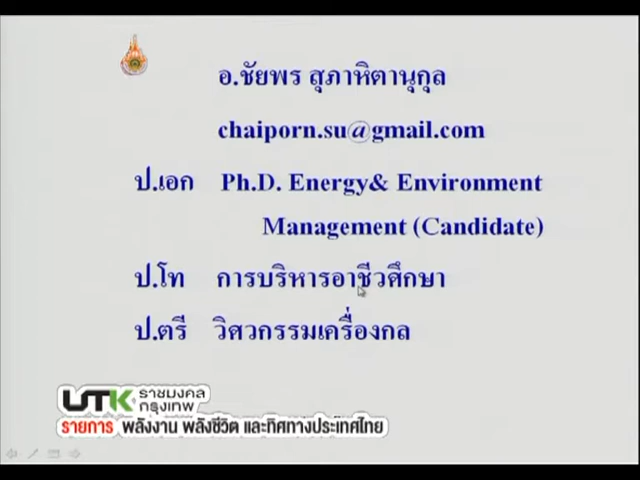 อ.ชัยพร สุภาหิตานุกุล
chaiporn.su@gmail.com
ป.เอก Ph.D. Energy& Environment
Management (Candidate)
ป.โท การบริหารอาชีวศึกษา
ป.ตรี วิศวกรรมเครื่องกล
UTK ราชมงคล
กรุงเทพ
รายการ พลังงาน พลังชีวิต และทิศทางประเทศไทย